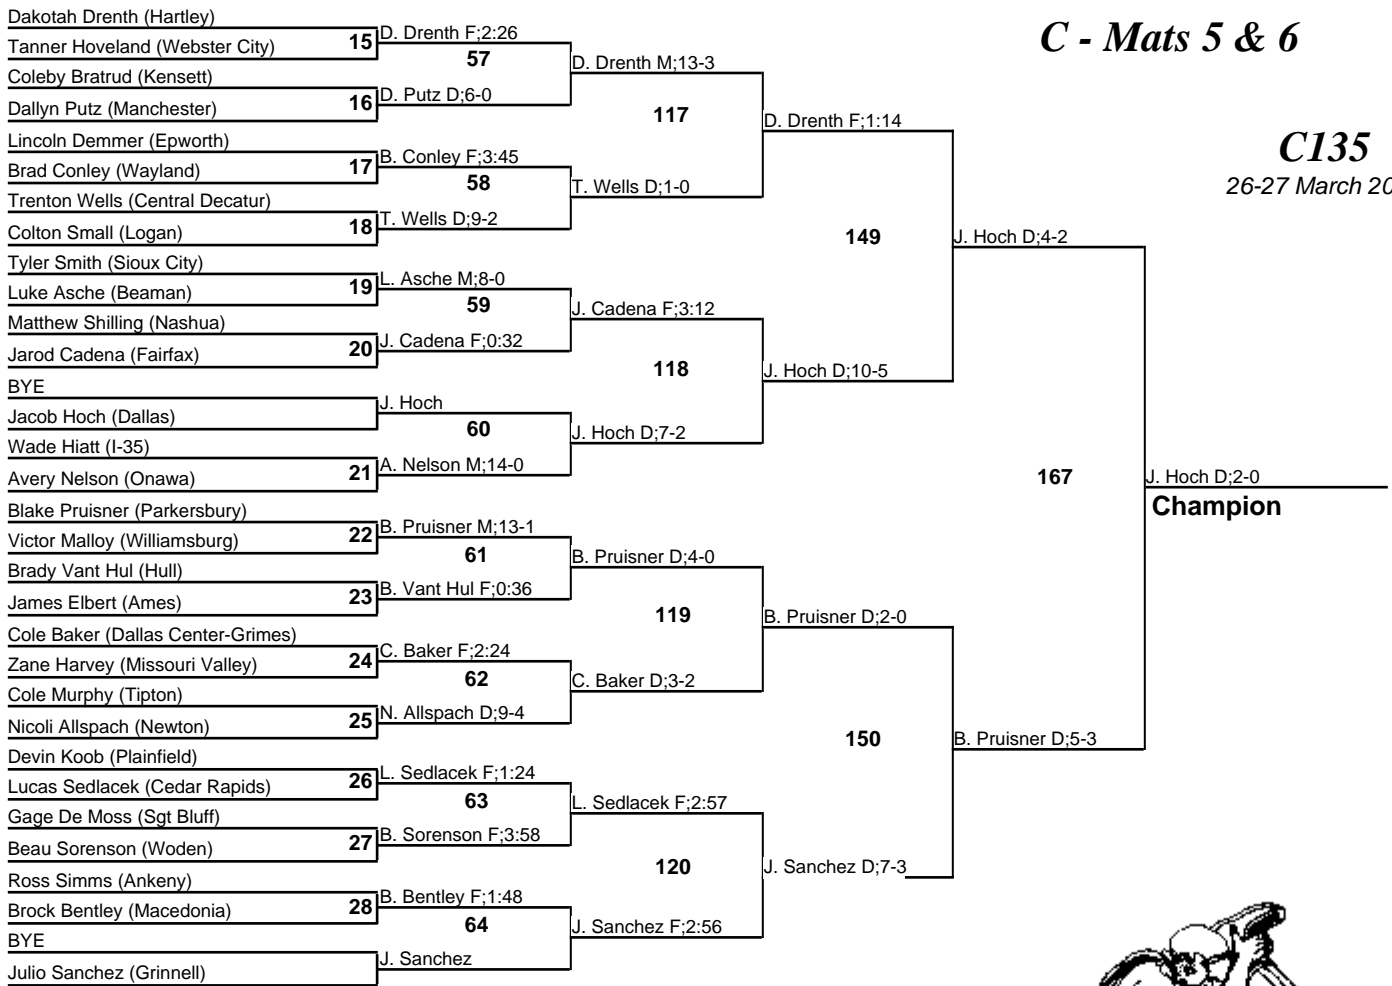 C - Mats 5 & 6
C135
26-27 March 20
Dakotah Drenth (Hartley)
Tanner Hoveland (Webster City)
15
D. Drenth F;2:26
57
Coleby Bratrud (Kensett)
Dallyn Putz (Manchester)
16
D. Putz D;6-0
D. Drenth M;13-3
117
Lincoln Demmer (Epworth)
Brad Conley (Wayland)
17
B. Conley F;3:45
58
Trenton Wells (Central Decatur)
Colton Small (Logan)
18
T. Wells D;9-2
T. Wells D;1-0
D. Drenth F;1:14
149
Tyler Smith (Sioux City)
Luke Asche (Beaman)
19
L. Asche M;8-0
59
Matthew Shilling (Nashua)
Jarod Cadena (Fairfax)
20
J. Cadena F;0:32
J. Cadena F;3:12
118
BYE
Jacob Hoch (Dallas)
J. Hoch
60
Wade Hiatt (I-35)
Avery Nelson (Onawa)
21
A. Nelson M;14-0
J. Hoch D;7-2
J. Hoch D;10-5
J. Hoch D;4-2
167
Blake Pruisner (Parkersbury)
Victor Malloy (Williamsburg)
22
B. Pruisner M;13-1
61
Brady Vant Hul (Hull)
James Elbert (Ames)
23
B. Vant Hul F;0:36
B. Pruisner D;4-0
119
Cole Baker (Dallas Center-Grimes)
Zane Harvey (Missouri Valley)
24
C. Baker F;2:24
62
Cole Murphy (Tipton)
Nicoli Allspach (Newton)
25
N. Allspach D;9-4
C. Baker D;3-2
B. Pruisner D;2-0
150
Devin Koob (Plainfield)
Lucas Sedlacek (Cedar Rapids)
26
L. Sedlacek F;1:24
63
Gage De Moss (Sgt Bluff)
Beau Sorenson (Woden)
27
B. Sorenson F;3:58
L. Sedlacek F;2:57
120
Ross Simms (Ankeny)
Brock Bentley (Macedonia)
28
B. Bentley F;1:48
64
BYE
Julio Sanchez (Grinnell)
J. Sanchez
J. Sanchez F;2:56
J. Sanchez D;7-3
B. Pruisner D;5-3
J. Hoch D;2-0
Champion